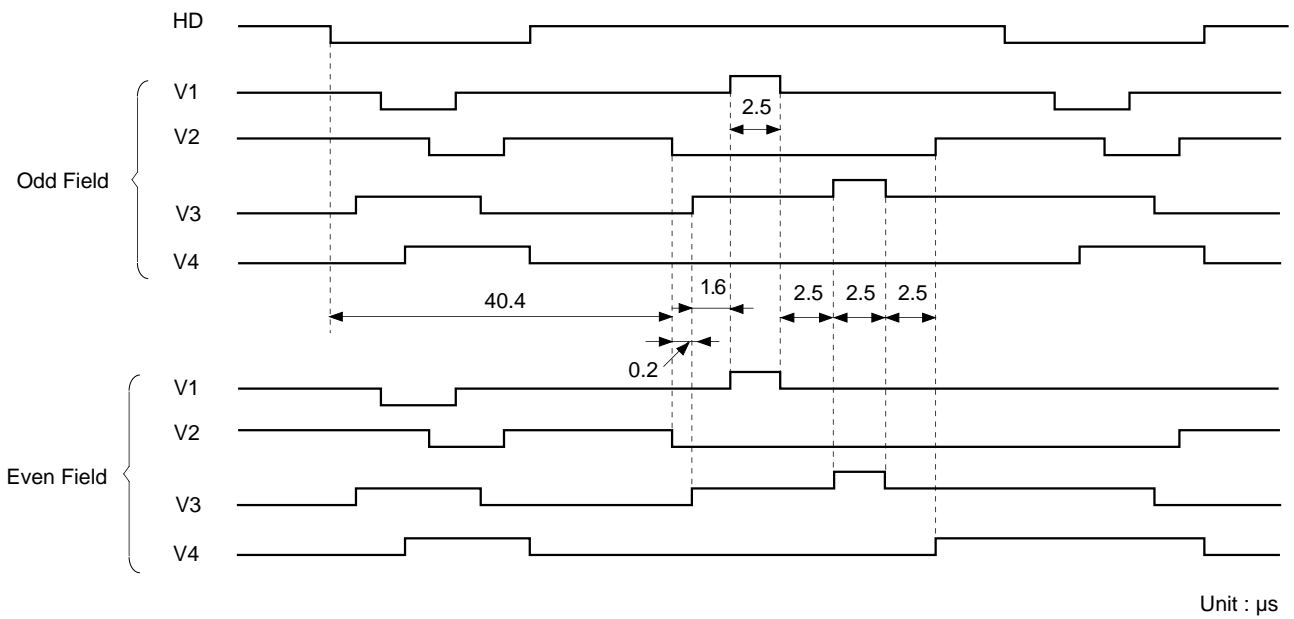 HD
V1
2.5
V2
Odd Field
V3
V4
1.6
40.4
2.5 2.5 2.5
0.2
V1
V2
Even Field
V3
V4
Unit : µs